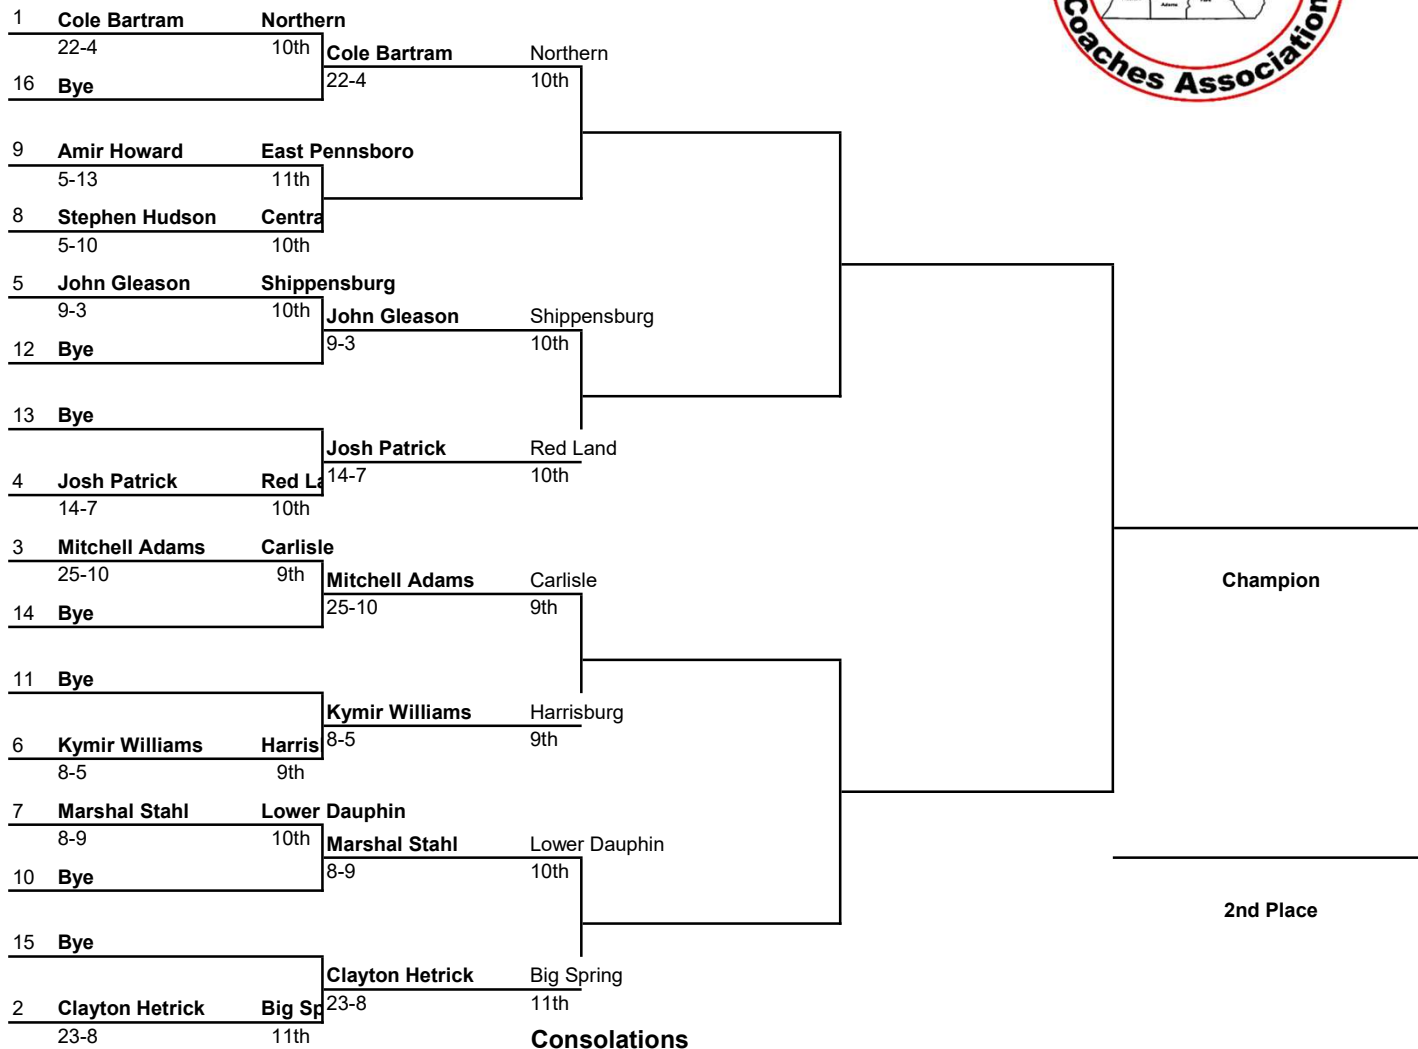 Coaches Association
1 Cole Bartram Northern
22-4 10th
Cole Bartram Northern
22-4 10th
16 Bye
9 Amir Howard East Pennsboro
5-13 11th
8 Stephen Hudson Centra
5-10 10th
5 John Gleason Shippensburg
9-3 10th
John Gleason Shippensburg
9-3 10th
12 Bye
13 Bye
Josh Patrick Red Land
14-7 10th
4 Josh Patrick Red La
14-7 10th
3 Mitchell Adams Carlisle
25-10 9th
Mitchell Adams Carlisle
25-10 9th
14 Bye
11 Bye
Kymir Williams Harrisburg
8-5 9th
6 Kymir Williams Harris
8-5 9th
7 Marshal Stahl Lower Dauphin
8-9 10th
Marshal Stahl Lower Dauphin
8-9 10th
10 Bye
15 Bye
Clayton Hetrick Big Spring
23-8 11th
2 Clayton Hetrick Big Sp
23-8 11th
Champion
2nd Place
Consolations